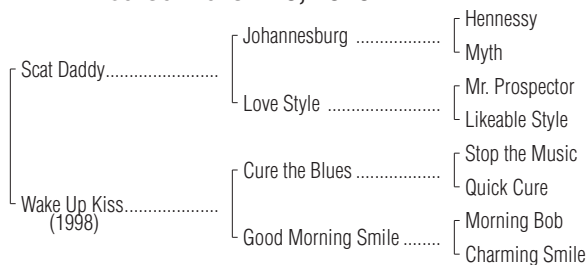 Hennessy
Johannesburg ..................
Myth
Scat Daddy........................
Mr. Prospector
Love Style ........................
Likeable Style
Stop the Music
Cure the Blues ...............
Quick Cure
Wake Up Kiss....................
(1998)
Morning Bob
Good Morning Smile ........
Charming Smile